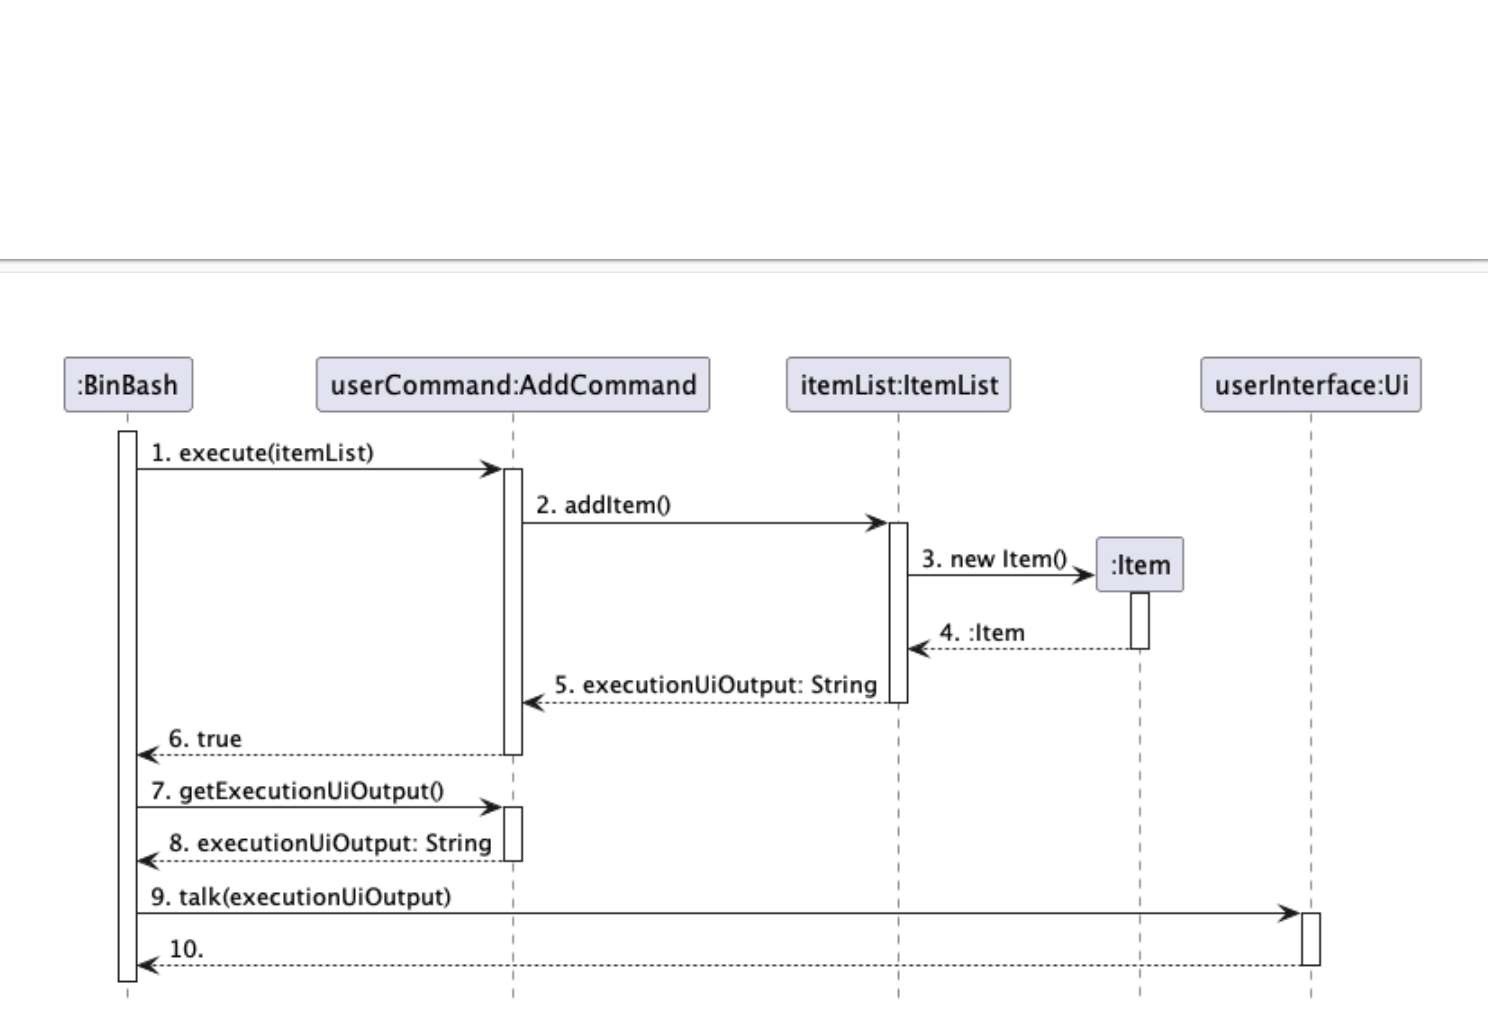 :BinBash
userCommand:AddCommand
itemList:ItemList
userInterface:Ui
1. execute(itemList)
2. addItem()
3. new Item()
:Item
4. :Item
5. executionUiOutput: String
6. true
7. getExecutionUiOutput()
8. executionUiOutput: String
9. talk(executionUiOutput)
10.